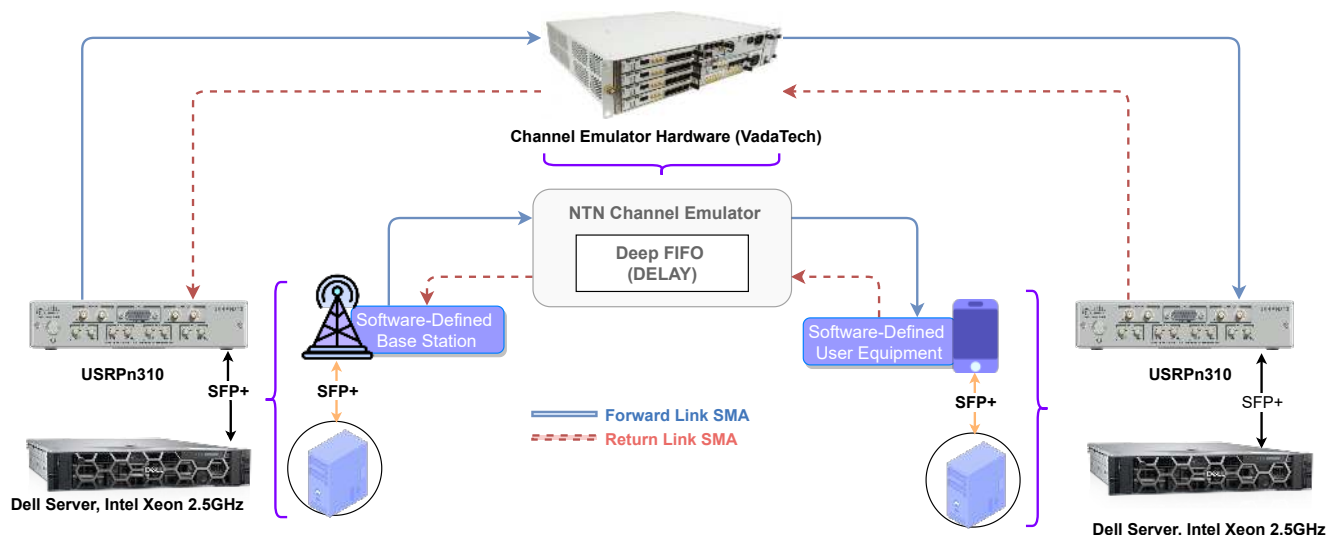 Channel Emulator Hardware (VadaTech)
NTN Channel Emulator
Deep FIFO
(DELAY)
Software-Defined
Base Station
Software-Defined
User Equipment
USRPn310
USRPn310
SFP+
SFP+
SFP+
SFP+
Forward Link SMA
Return Link SMA
DELL
DELL
Dell Server, Intel Xeon 2.5GHz
Dell Server, Intel Xeon 2.5GHz